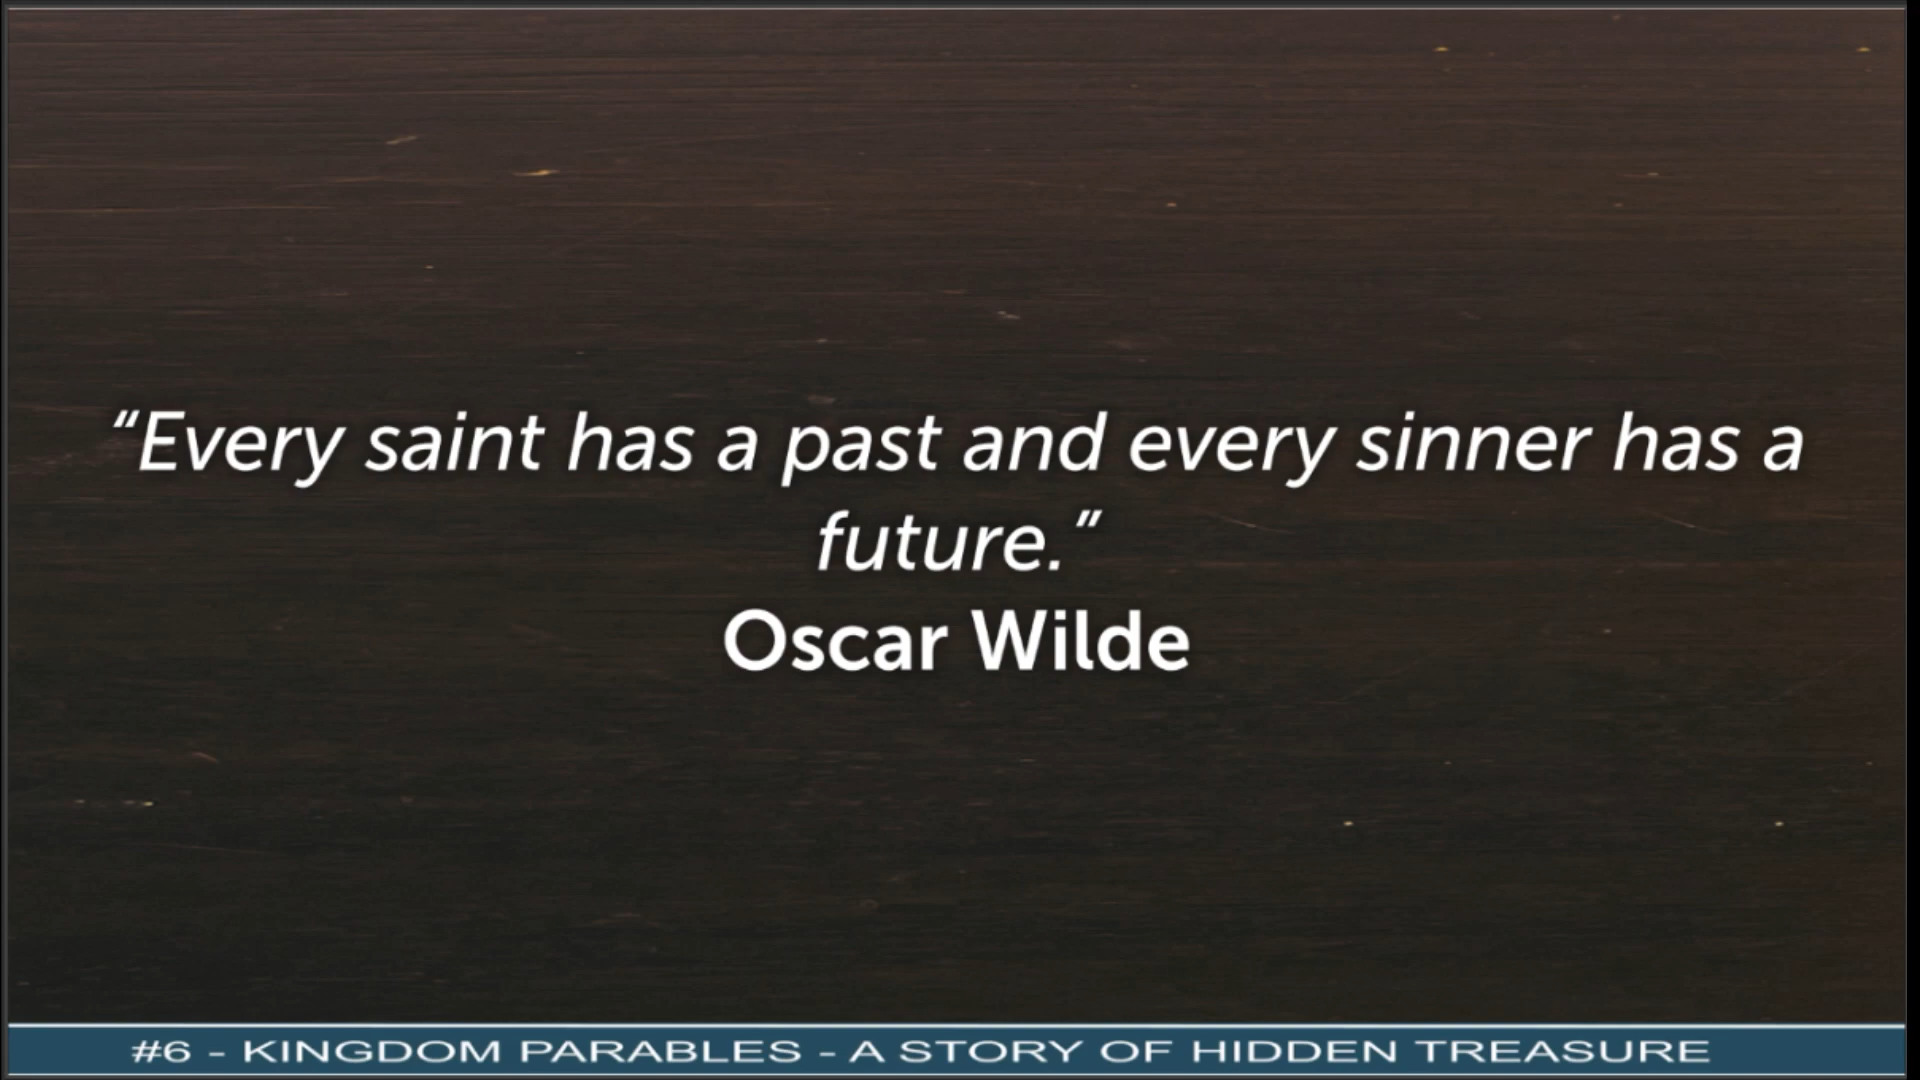 “Every saint has a past and every sinner has a
future.”
Oscar Wilde
#6 - KINGDOM PARABLES - A STORY OF HIDDEN TREASURE